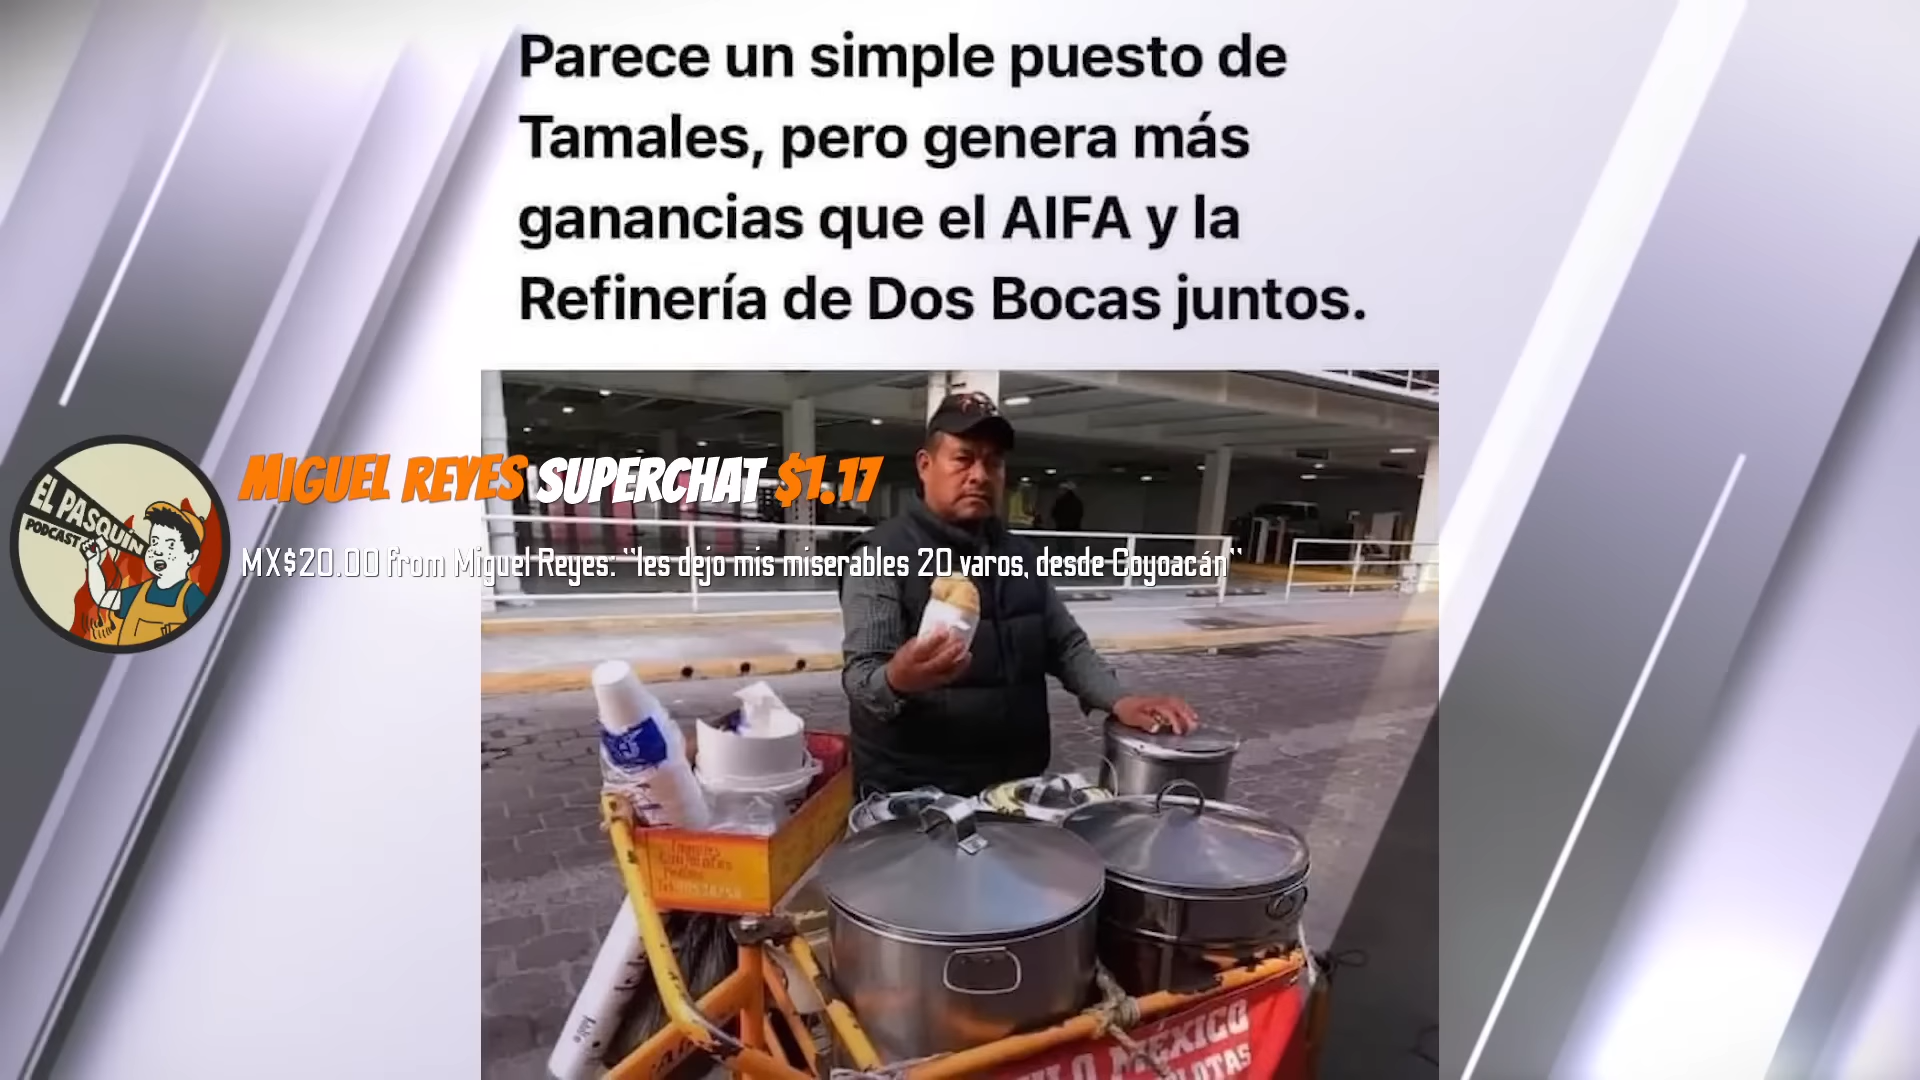 Parece un simple puesto de
Tamales, pero genera más
ganancias que el AIFA y la
Refinería de Dos Bocas juntos.
EL PASQUÍN
PODCAST
MIGUEL REYES SUPERCHAT $1.17
MX$20.00 from Miguel Reyes: "les dejo mis miserables 20 varos, desde Coyoacán"
MÉXICO